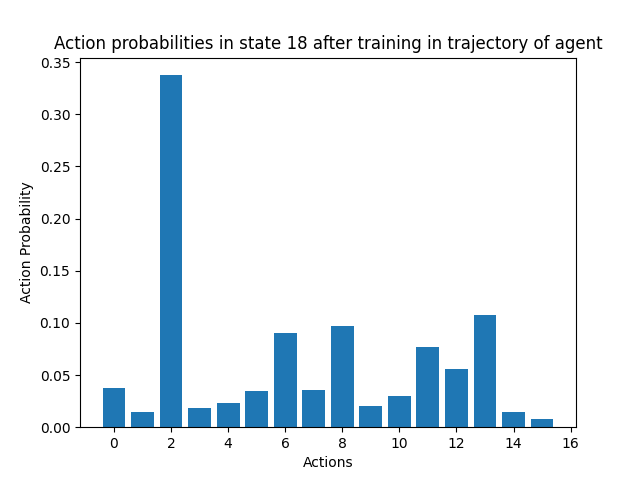 Action probabilities in state 18 after training in trajectory of agent
0.35
0.30
0.25
0.20
0.15
0.10
0.05
0.00
Action Probability
0 2 4 6 8 10 12 14 16
Actions